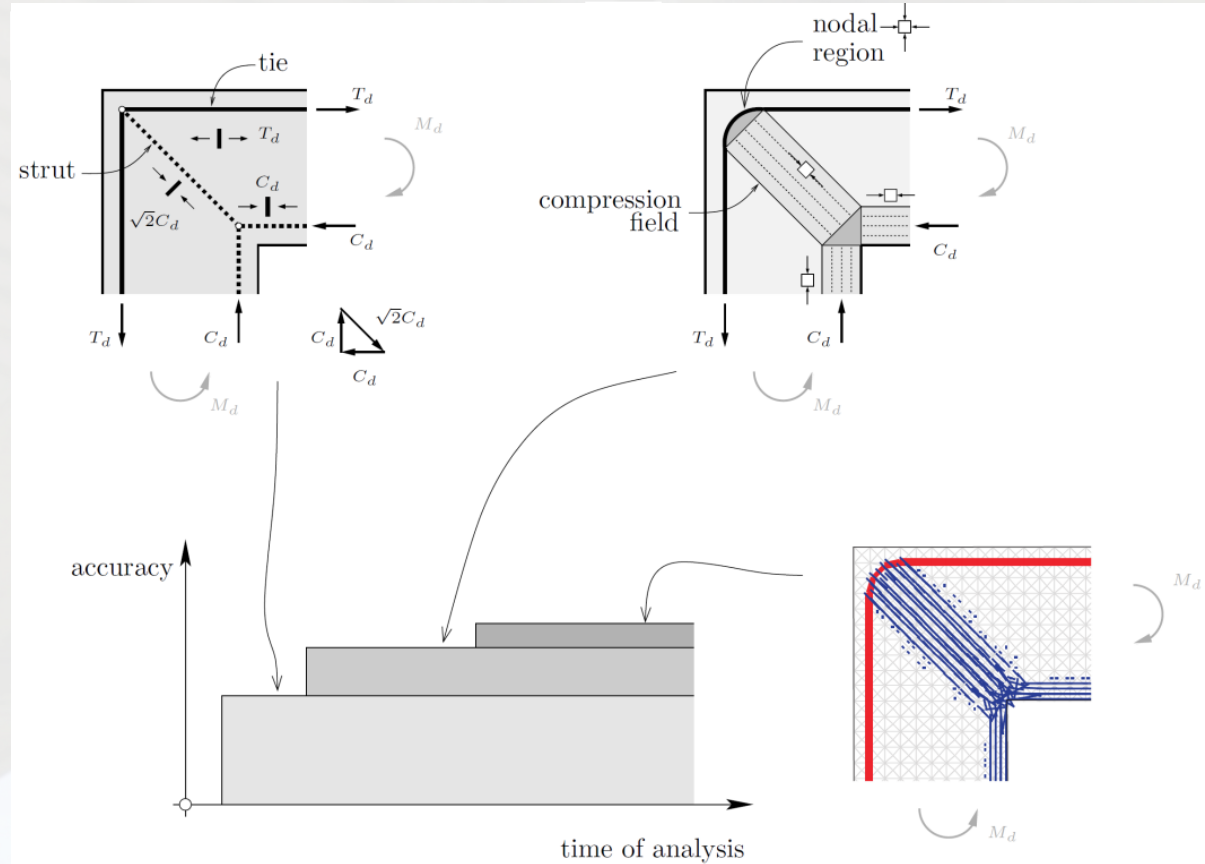 tie
T_d
M_d
strut
T_d
C_d
√2C_d
C_d
T_d
C_d
C_d
√2C_d
C_d
M_d
nodal
region
T_d
M_d
compression
field
C_d
T_d
C_d
M_d
accuracy
time of analysis
M_d
M_d